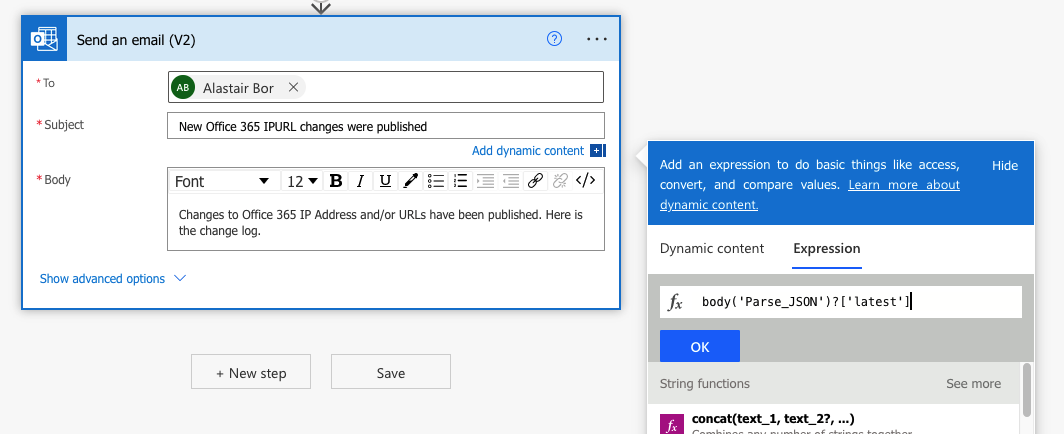 Send an email (V2)
* To
AB Alastair Bor
* Subject
New Office 365 IPURL changes were published
Add dynamic content
* Body
Font 12 B I U </>
Changes to Office 365 IP Address and/or URLs have been published. Here is
the change log.
Show advanced options
+ New step
Save
Add an expression to do basic things like access,
convert, and compare values. Learn more about
dynamic content.
Hide
Dynamic content
Expression
fx body('Parse_JSON')?['latest']
OK
String functions
See more
fx concat(text_1, text_2?, ...)
Combines any number of strings together